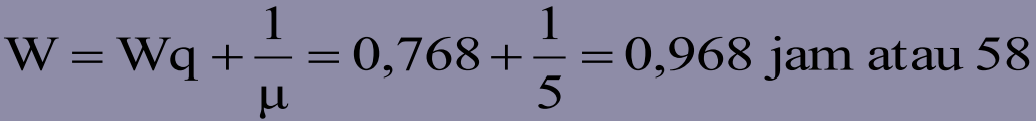 W = Wq + 1/μ = 0,768 + 1/5 = 0,968 jam atau 58